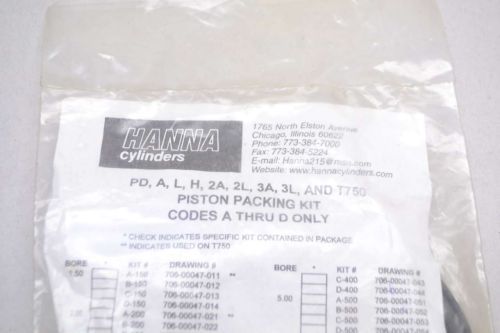 HANNA
cylinders
1765 North Elston Avenue
Chicago, Illinois 60622
Phone: 773-384-7000
Fax: 773-384-5224
E-mail: Hanna215@msn.com
Website: www.hannacylinders.com
PD, A, L, H, 2A, 2L, 3A, 3L, AND T750
PISTON PACKING KIT
CODES A THRU D ONLY
* CHECK INDICATES SPECIFIC KIT CONTAINED IN PACKAGE
** INDICATES USED ON T750
BORE * KIT # DRAWING # BORE * KIT # DRAWING #
1.50 A-150 706-00047-011 ** C-400 706-00047-043
B-150 706-00047-012 D-400
C-150 706-00047-013 5.00 A-500 706-00047-051
D-150 706-00047-014 B-500 706-00047-052
A-200 706-00047-021 ** C-500 706-00047-053
B-200 706-00047-022